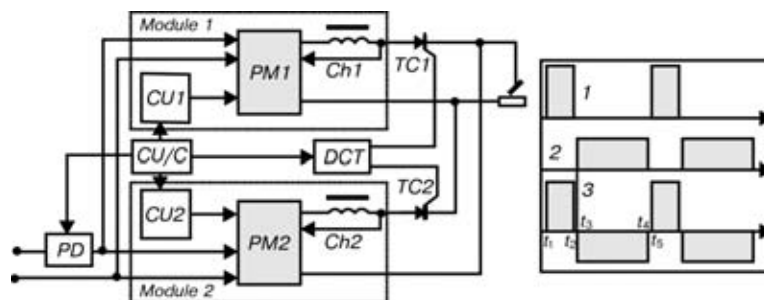 Module 1
PM1
Ch1
TC1
CU1
CU/C
DCT
TC2
CU2
PM2
Ch2
PD
Module 2
1
2
3
t1 t2 t3 t4 t5